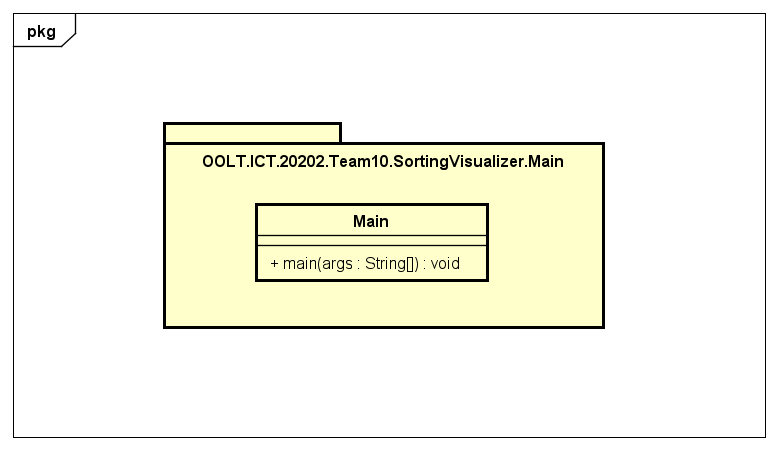 pkg
OOLT.ICT.20202.Team10.SortingVisualizer.Main
Main
+ main(args : String[]) : void